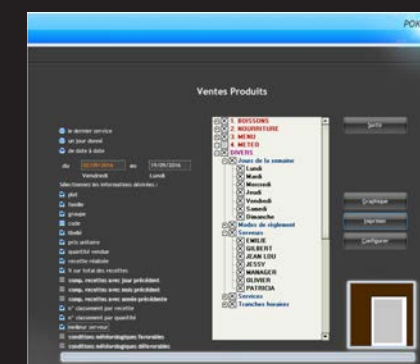 POK
Ventes Produits
le dernier service
un jour donné
de date à date
du 02/09/2016 au 19/09/2016
Vendredi Lundi
Sélectionnez les informations désirées :
plat
famille
groupe
code
libellé
prix unitaire
quantité vendue
recette réalisée
% sur total des recettes
comp. recettes avec jour précédent
comp. recettes avec mois précédent
comp. recettes avec année précédente
n° classement par recette
n° classement par quantité
meilleur serveur
conditions météorologiques favorables
conditions météorologiques défavorables
1. BOISSONS
2. NOURRITURE
3. MENU
4. METEO
DIVERS
Jours de la semaine
Lundi
Mardi
Mercredi
Jeudi
Vendredi
Samedi
Dimanche
Modes de règlement
Serveurs
EMILIE
GILBERT
JEAN LOU
JESSY
MANAGER
OLIVIER
PATRICIA
Services
Tranches horaires
Sortir
Graphique
Imprimer
Configurer